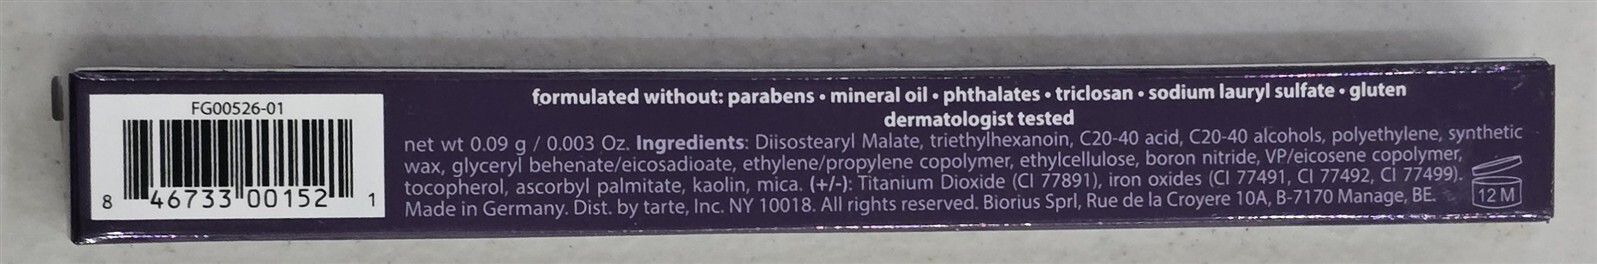 FG00526-01
8 46733 00152 1
formulated without: parabens • mineral oil • phthalates • triclosan • sodium lauryl sulfate • gluten
dermatologist tested
net wt 0.09 g / 0.003 Oz. Ingredients: Diisostearyl Malate, triethylhexanoin, C20-40 acid, C20-40 alcohols, polyethylene, synthetic
wax, glyceryl behenate/eicosadioate, ethylene/propylene copolymer, ethylcellulose, boron nitride, VP/eicosene copolymer,
tocopherol, ascorbyl palmitate, kaolin, mica. (+/-): Titanium Dioxide (CI 77891), iron oxides (CI 77491, CI 77492, CI 77499).
Made in Germany. Dist. by tarte, Inc. NY 10018. All rights reserved. Biorius Sprl, Rue de la Croyere 10A, B-7170 Manage, BE.
12 M